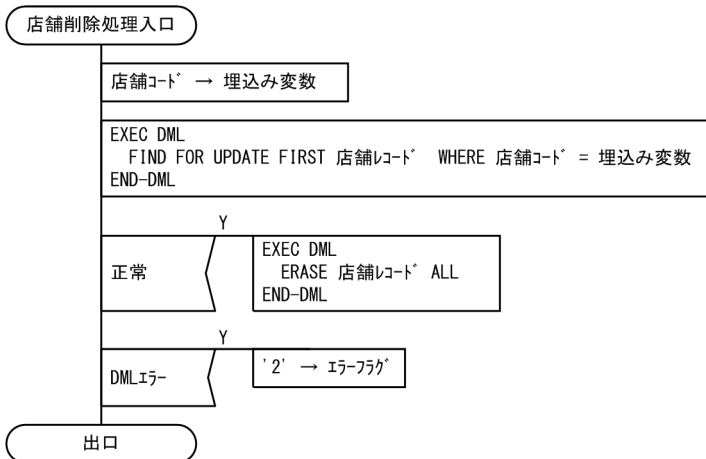 店舗削除処理入口
店舗コード → 埋込み変数
EXEC DML
FIND FOR UPDATE FIRST 店舗レコード WHERE 店舗コード = 埋込み変数
END-DML
Y
正常
EXEC DML
ERASE 店舗レコード ALL
END-DML
Y
DMLエラー
'2' → エラーフラグ
出口